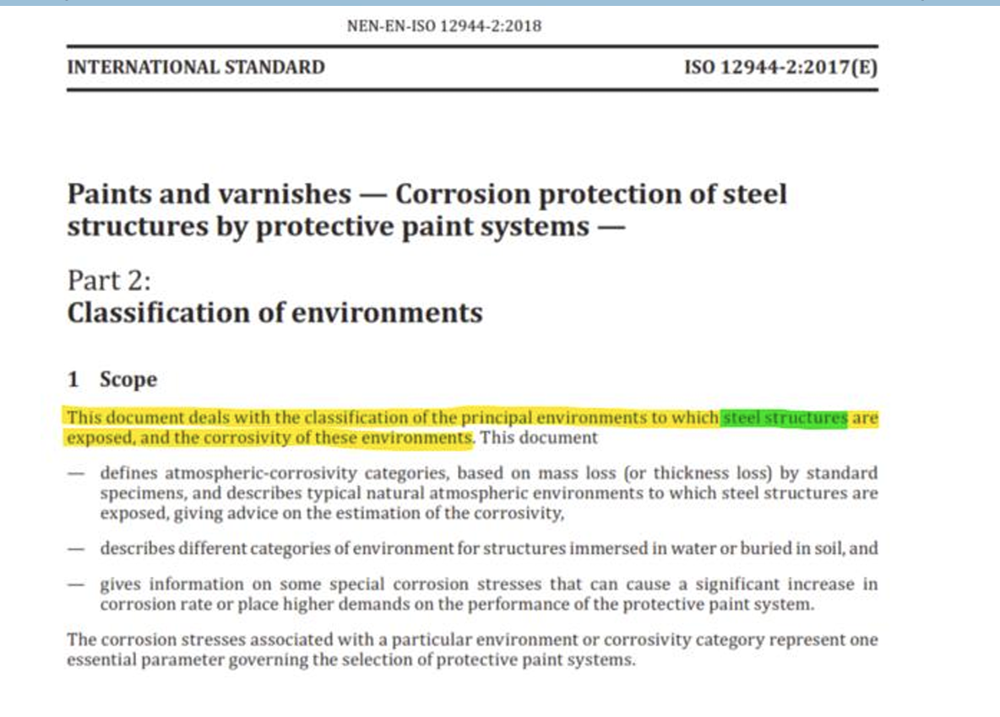 NEN-EN-ISO 12944-2:2018
INTERNATIONAL STANDARD
ISO 12944-2:2017(E)
Paints and varnishes — Corrosion protection of steel
structures by protective paint systems —
Part 2:
Classification of environments
1 Scope
This document deals with the classification of the principal environments to which steel structures are
exposed, and the corrosivity of these environments. This document
— defines atmospheric-corrosivity categories, based on mass loss (or thickness loss) by standard
specimens, and describes typical natural atmospheric environments to which steel structures are
exposed, giving advice on the estimation of the corrosivity,
— describes different categories of environment for structures immersed in water or buried in soil, and
— gives information on some special corrosion stresses that can cause a significant increase in
corrosion rate or place higher demands on the performance of the protective paint system.
The corrosion stresses associated with a particular environment or corrosivity category represent one
essential parameter governing the selection of protective paint systems.